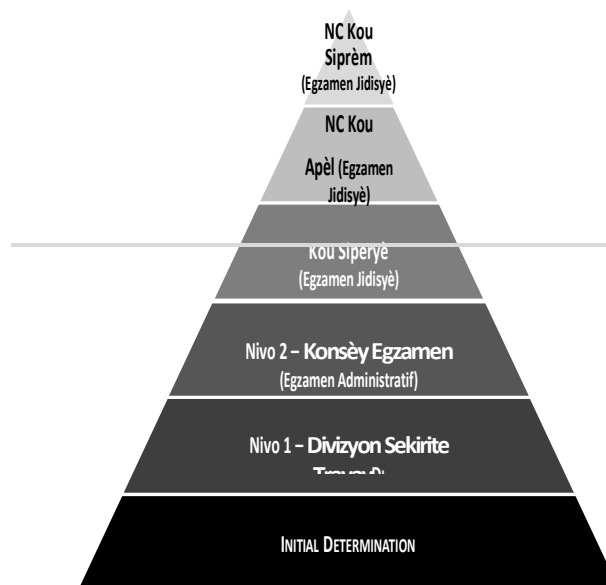 NC Kou
Siprèm
(Egzamen Jidisyè)
NC Kou
Apèl (Egzamen
Jidisyè)
Kou Siperyè
(Egzamen Jidisyè)
Nivo 2 – Konsèy Egzamen
(Egzamen Administratif)
Nivo 1 – Divizyon Sekirite
INITIAL DETERMINATION